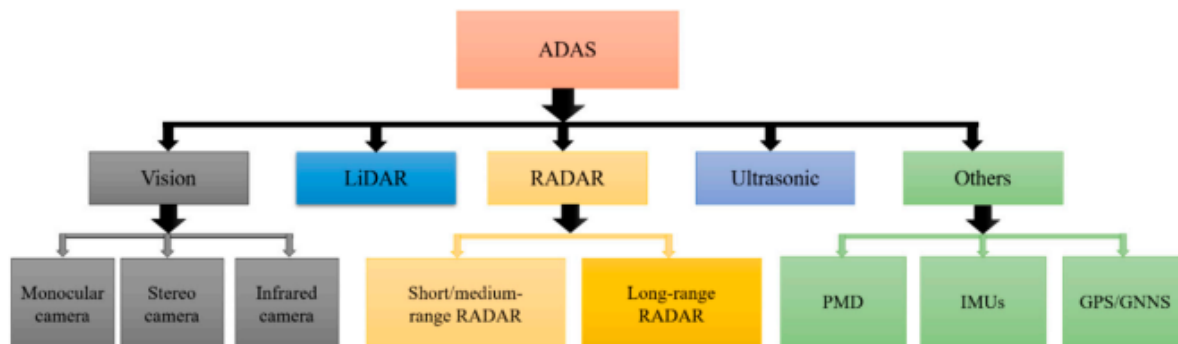 ADAS
Vision
LiDAR
RADAR
Ultrasonic
Others
Monocular
camera
Stereo
camera
Infrared
camera
Short/medium-
range RADAR
Long-range
RADAR
PMD
IMUs
GPS/GNNS